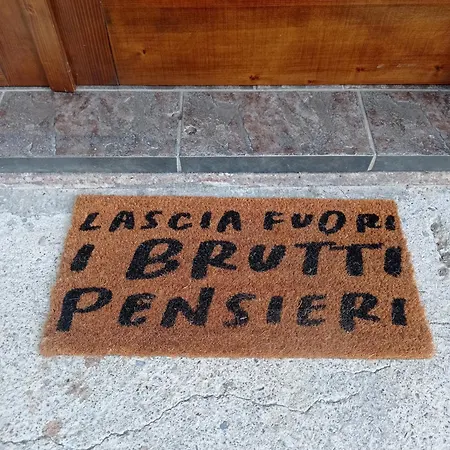 LASCIA FUORI
I BRUTTI
PENSIERI